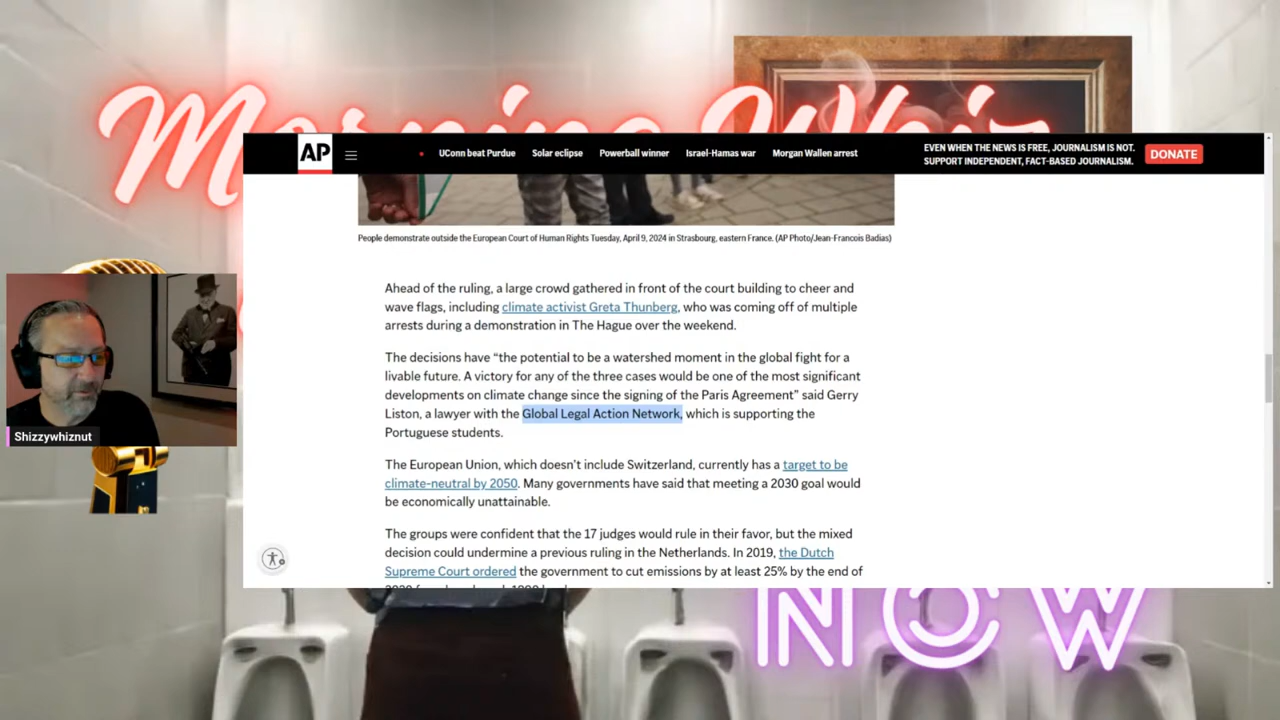 Morning Whiz
AP
UConn beat Purdue
Solar eclipse
Powerball winner
Israel-Hamas war
Morgan Wallen arrest
EVEN WHEN THE NEWS IS FREE, JOURNALISM IS NOT.
SUPPORT INDEPENDENT, FACT-BASED JOURNALISM.
DONATE
People demonstrate outside the European Court of Human Rights Tuesday, April 9, 2024 in Strasbourg, eastern France. (AP Photo/Jean-Francois Badias)
Ahead of the ruling, a large crowd gathered in front of the court building to cheer and
wave flags, including climate activist Greta Thunberg, who was coming off of multiple
arrests during a demonstration in The Hague over the weekend.
The decisions have “the potential to be a watershed moment in the global fight for a
livable future. A victory for any of the three cases would be one of the most significant
developments on climate change since the signing of the Paris Agreement” said Gerry
Liston, a lawyer with the Global Legal Action Network, which is supporting the
Portuguese students.
Shizzywhiznut
The European Union, which doesn’t include Switzerland, currently has a target to be
climate-neutral by 2050. Many governments have said that meeting a 2030 goal would
be economically unattainable.
The groups were confident that the 17 judges would rule in their favor, but the mixed
decision could undermine a previous ruling in the Netherlands. In 2019, the Dutch
Supreme Court ordered the government to cut emissions by at least 25% by the end of
NOW